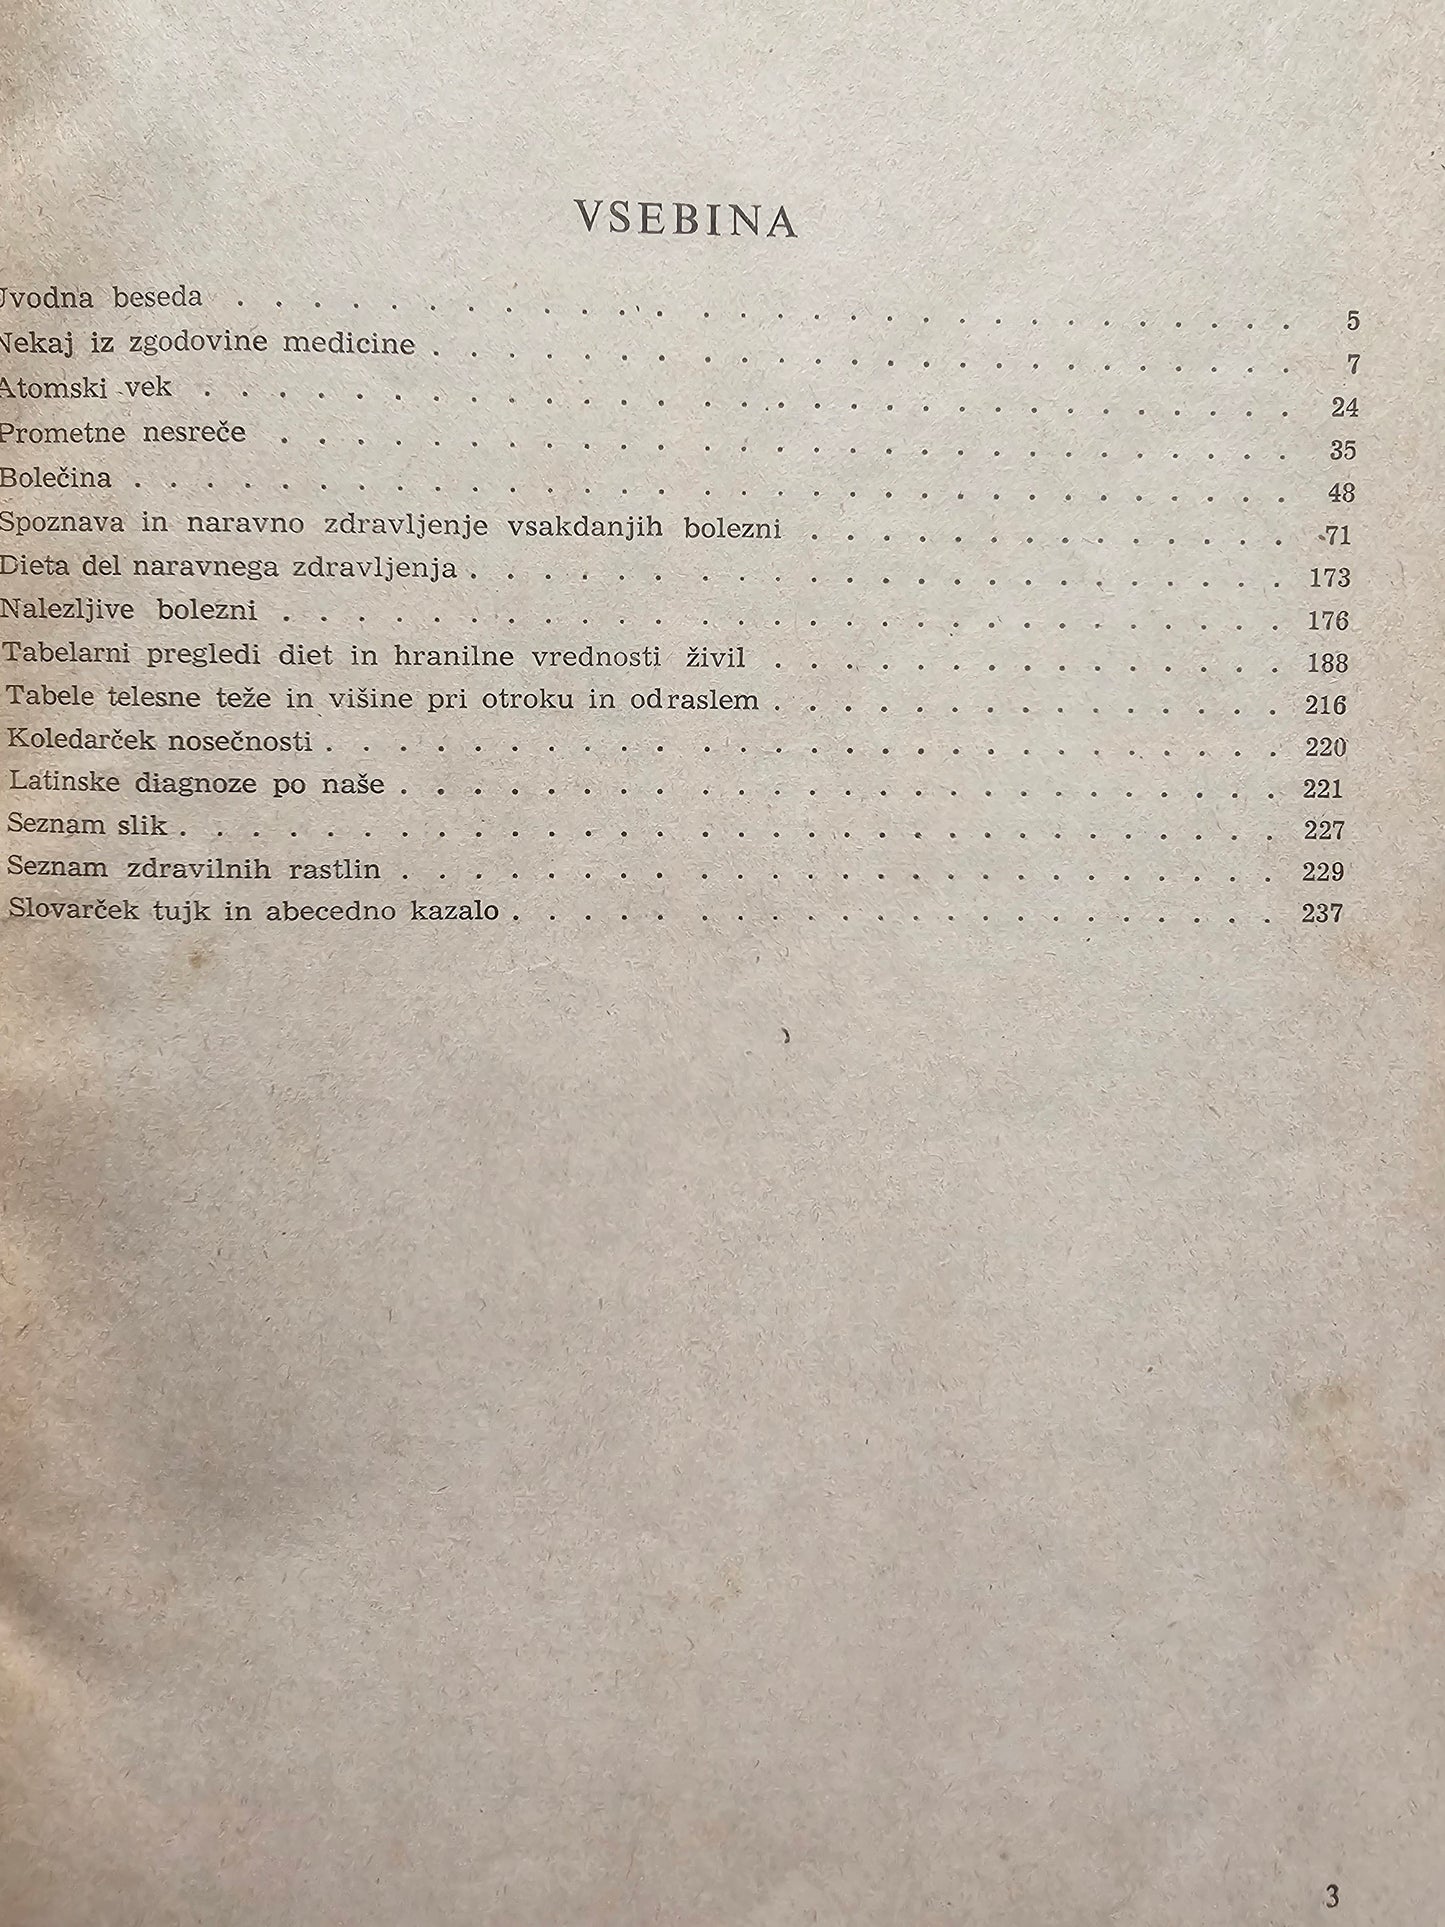 VSEBINA
Uvodna beseda . . . . . . . . . . . . . . . . . . . . . . . . . . . . 5
Nekaj iz zgodovine medicine . . . . . . . . . . . . . . . . . . . . . . . 7
Atomski vek . . . . . . . . . . . . . . . . . . . . . . . . . . . . . 24
Prometne nesreče . . . . . . . . . . . . . . . . . . . . . . . . . . . 35
Bolečina . . . . . . . . . . . . . . . . . . . . . . . . . . . . . . . 48
Spoznava in naravno zdravljenje vsakdanjih bolezni . . . . . . . . . . . . . 71
Dieta del naravnega zdravljenja . . . . . . . . . . . . . . . . . . . . . . 173
Nalezljive bolezni . . . . . . . . . . . . . . . . . . . . . . . . . . . 176
Tabelarni pregledi diet in hranilne vrednosti živil . . . . . . . . . . . . . . 188
Tabele telesne teže in višine pri otroku in odraslem . . . . . . . . . . . . . . 216
Koledarček nosečnosti . . . . . . . . . . . . . . . . . . . . . . . . . . 220
Latinske diagnoze po naše . . . . . . . . . . . . . . . . . . . . . . . . 221
Seznam slik . . . . . . . . . . . . . . . . . . . . . . . . . . . . . . 227
Seznam zdravilnih rastlin . . . . . . . . . . . . . . . . . . . . . . . . 229
Slovarček tujk in abecedno kazalo . . . . . . . . . . . . . . . . . . . . . 237
3